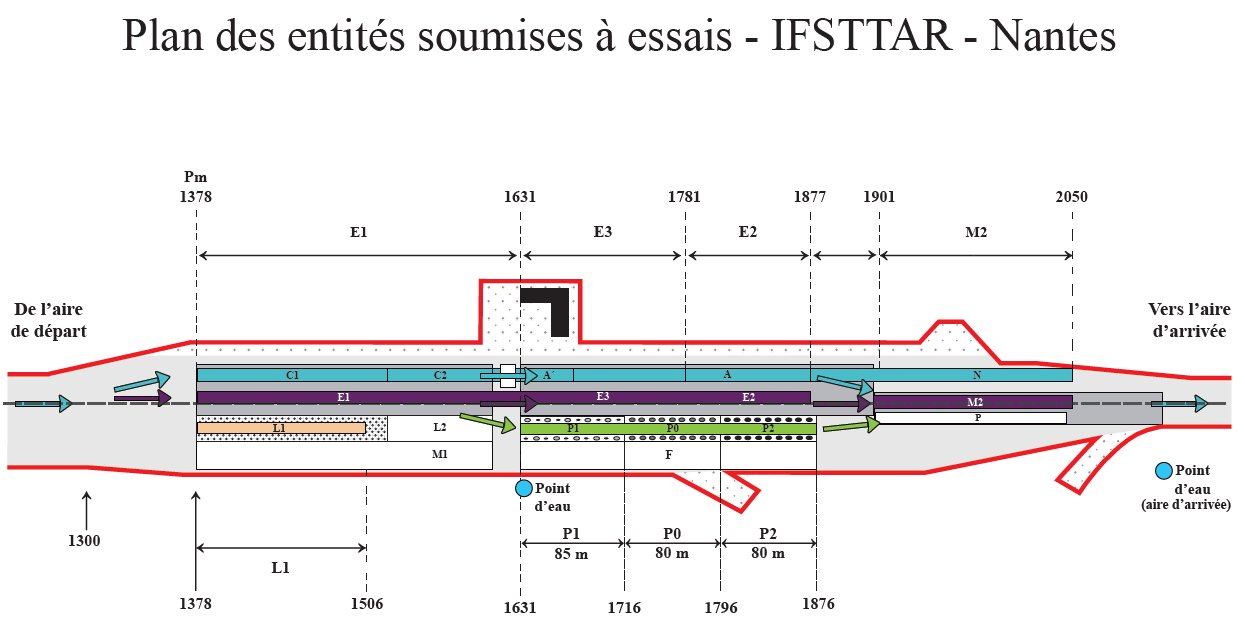 Plan des entités soumises à essais - IFSTTAR - Nantes
Pm
1378 1631 1781 1877 1901 2050
E1 E3 E2 M2
De l’aire
de départ
Vers l’aire
d’arrivée
C1 C2 A´ A N
E1 E3 E2 M2
P
L1 L2 P1 P0 P2
M1 F
Point
d’eau
Point
d’eau
(aire d’arrivée)
1300
P1 P0 P2
85 m 80 m 80 m
L1
1378 1506 1631 1716 1796 1876